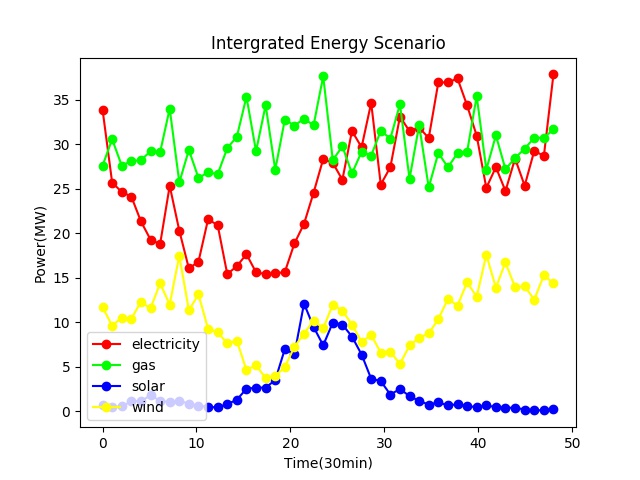 Intergrated Energy Scenario
Power(MW)
35
30
25
20
15
10
5
0
electricity
gas
solar
wind
0 10 20 30 40 50
Time(30min)